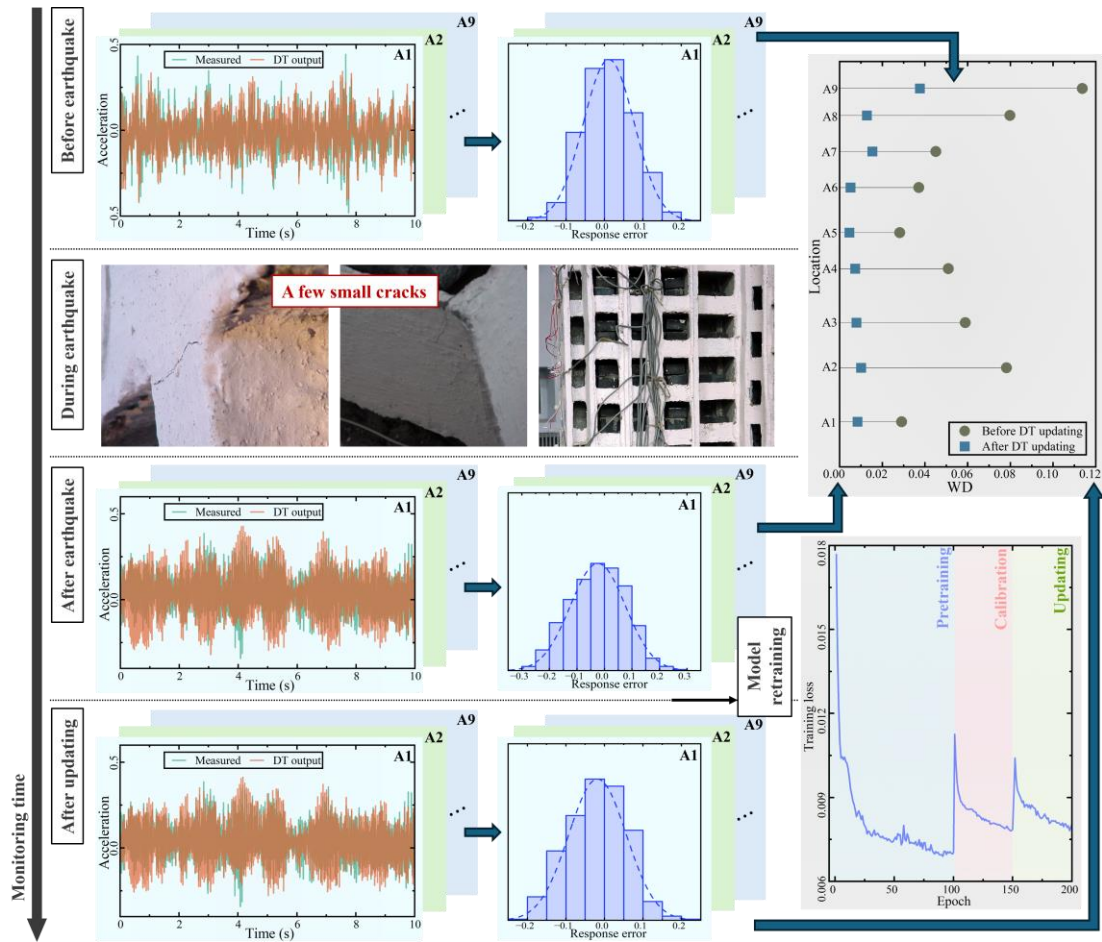 Monitoring time
Before earthquake
A9
A2
A1
Measured
DT output
Acceleration
0.5
0.0
-0.5
0
2
4
6
8
10
Time (s)
A9
A2
A1
...
−0.2
−0.1
0.0
0.1
0.2
Response error
During earthquake
A few small cracks
After earthquake
A9
A2
A1
Measured
DT output
Acceleration
0.5
0.0
0
2
4
6
8
10
Time (s)
A9
A2
A1
...
−0.3
−0.2
−0.1
0.0
0.1
0.2
0.3
Response error
Model
retraining
After updating
A9
A2
A1
Measured
DT output
Acceleration
0.5
0.0
0
2
4
6
8
10
Time (s)
A9
A2
A1
...
−0.2
−0.1
0.0
0.1
0.2
Response error
Location
A9
A8
A7
A6
A5
A4
A3
A2
A1
Before DT updating
After DT updating
0.00
0.02
0.04
0.06
0.08
0.10
0.12
0.14
WD
Training loss
0.018
0.015
0.012
0.009
0.006
Pretraining
Calibration
Updating
0
50
100
150
200
Epoch